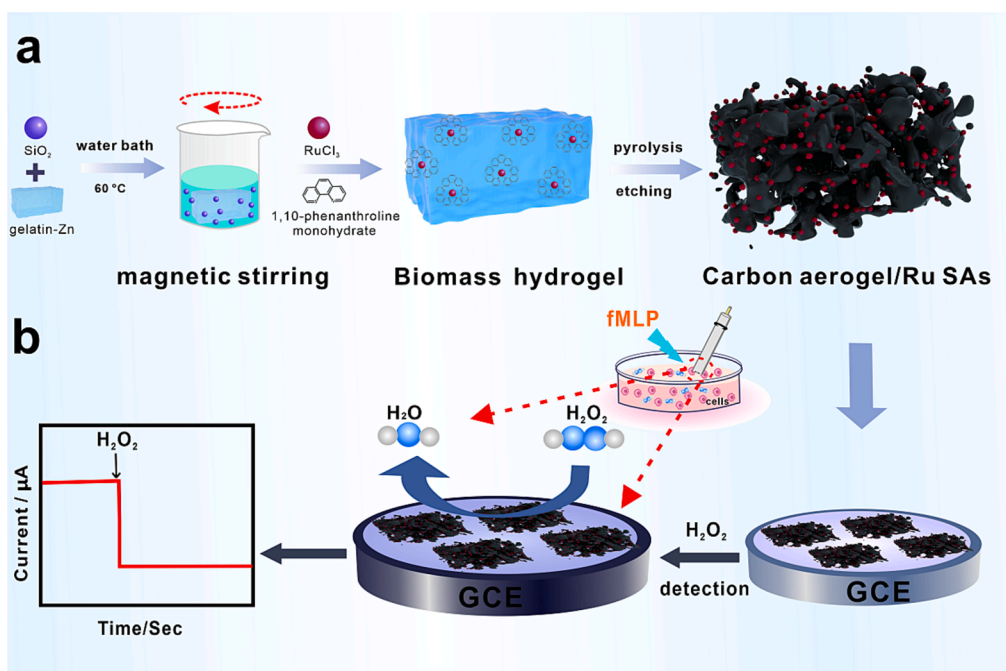 a
SiO₂
+
gelatin-Zn
water bath
60 °C
magnetic stirring
RuCl₃
1,10-phenanthroline
monohydrate
Biomass hydrogel
pyrolysis
etching
Carbon aerogel/Ru SAs
b
fMLP
cells
H₂O
H₂O₂
H₂O₂
Current / μA
Time/Sec
GCE
H₂O₂
detection
GCE